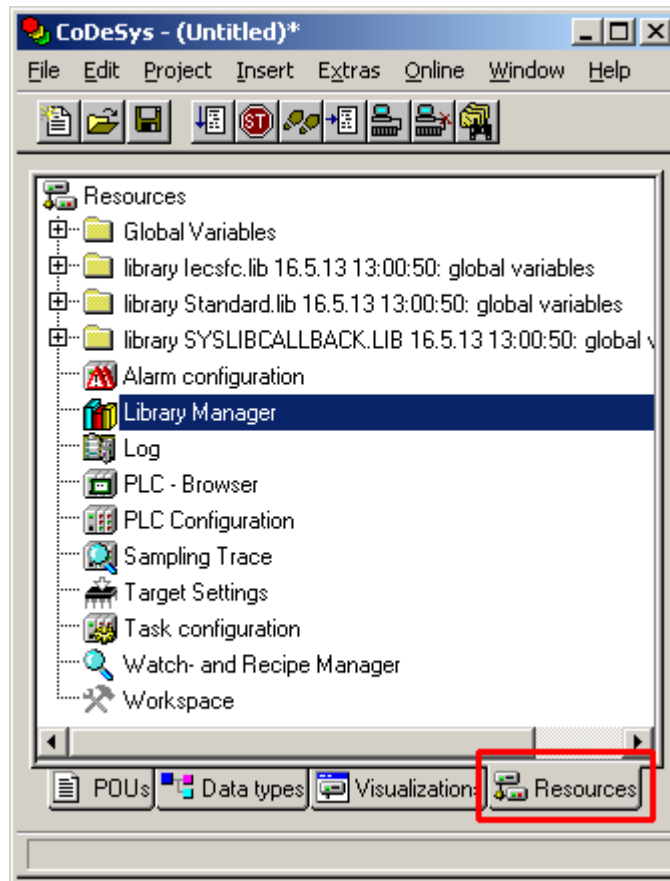 CoDeSys - (Untitled)*
File Edit Project Insert Extras Online Window Help
ST
Resources
Global Variables
library Iecsfc.lib 16.5.13 13:00:50: global variables
library Standard.lib 16.5.13 13:00:50: global variables
library SYSLIBCALLBACK.LIB 16.5.13 13:00:50: global v
Alarm configuration
Library Manager
Log
PLC - Browser
PLC Configuration
Sampling Trace
Target Settings
Task configuration
Watch- and Recipe Manager
Workspace
POUs Data types Visualizations Resources